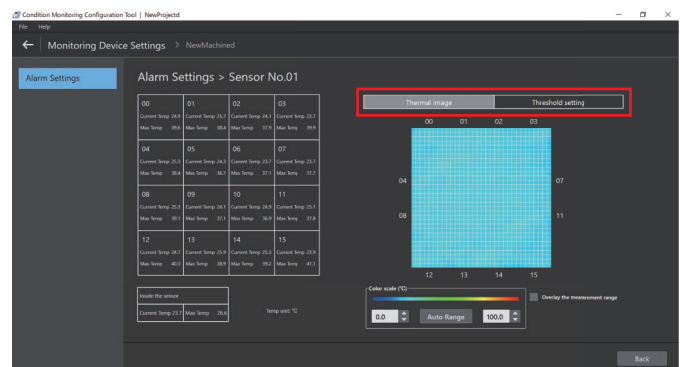 Condition Monitoring Configuration Tool | NewProjectd
File Help
Monitoring Device Settings > NewMachined
Alarm Settings
Alarm Settings > Sensor No.01
Thermal image Threshold setting
00 01 02 03
Current Temp 24.9 Current Temp 25.7 Current Temp 24.1 Current Temp 23.7
Max Temp 39.6 Max Temp 38.4 Max Temp 37.9 Max Temp 39.9
04 05 06 07
Current Temp 25.3 Current Temp 24.3 Current Temp 23.7 Current Temp 23.7
Max Temp 38.4 Max Temp 36.7 Max Temp 37.1 Max Temp 37.7
08 09 10 11
Current Temp 25.3 Current Temp 24.1 Current Temp 24.9 Current Temp 25.1
Max Temp 39.1 Max Temp 37.1 Max Temp 36.9 Max Temp 37.8
12 13 14 15
Current Temp 24.7 Current Temp 25.9 Current Temp 25.3 Current Temp 23.9
Max Temp 40.3 Max Temp 38.9 Max Temp 39.2 Max Temp 41.1
Inside the sensor
Current Temp 23.7 Max Temp 26.6
Temp unit: °C
00 01 02 03
04 07
08 11
12 13 14 15
Color scale (°C)
0.0 Auto Range 100.0
Overlay the measurement range
Back